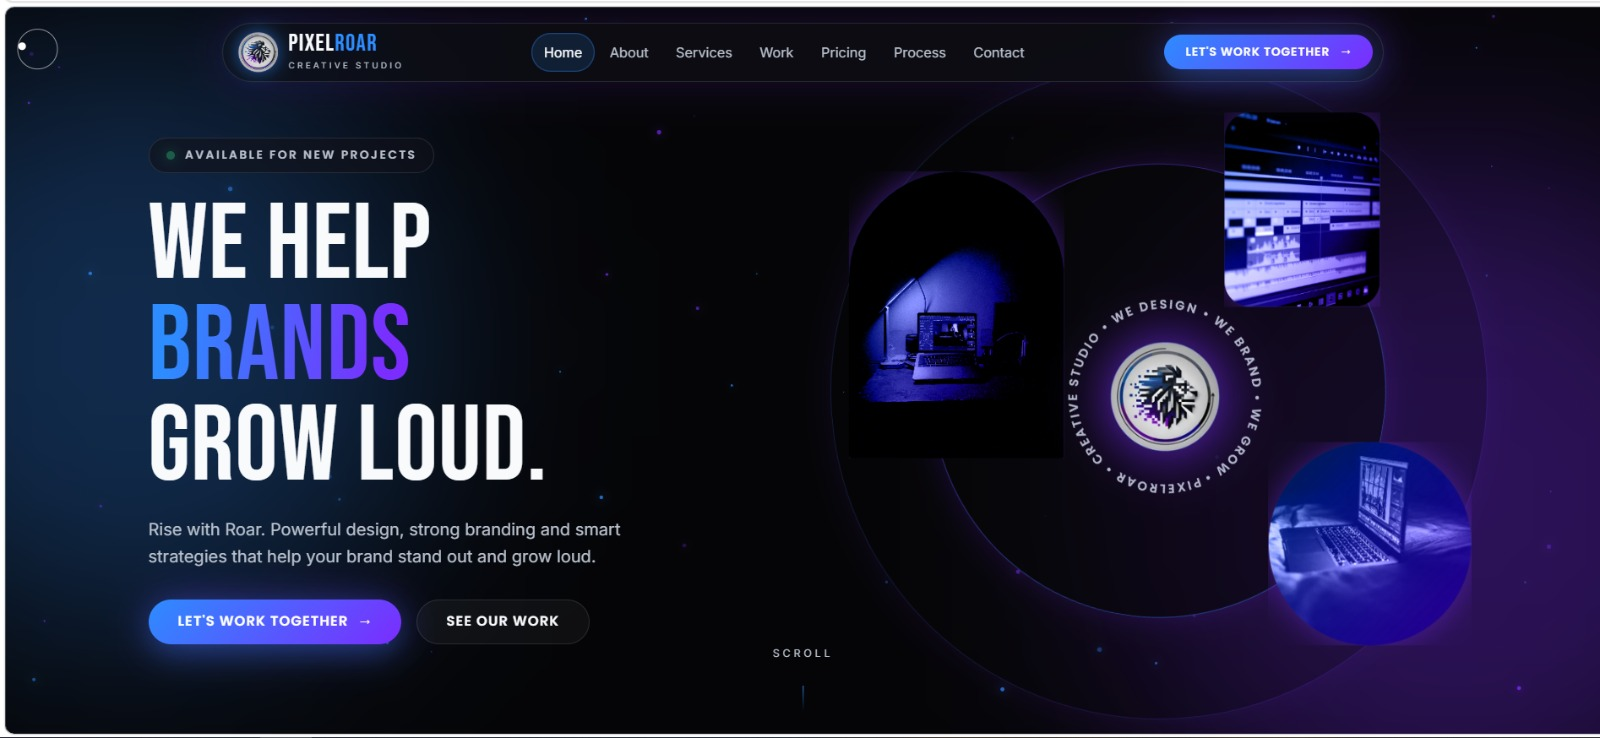 PIXELROAR
CREATIVE STUDIO
Home
About
Services
Work
Pricing
Process
Contact
LET'S WORK TOGETHER →
AVAILABLE FOR NEW PROJECTS
WE HELP
BRANDS
GROW LOUD.
Rise with Roar. Powerful design, strong branding and smart
strategies that help your brand stand out and grow loud.
LET'S WORK TOGETHER →
SEE OUR WORK
WE DESIGN • WE BRAND • WE GROW • PIXELROAR • CREATIVE STUDIO •
SCROLL